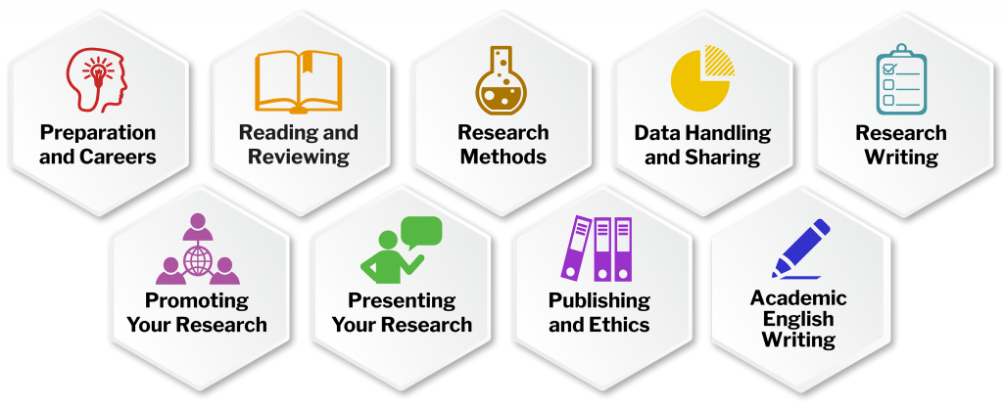 Preparation
and Careers
Reading and
Reviewing
Research
Methods
Data Handling
and Sharing
Research
Writing
Promoting
Your Research
Presenting
Your Research
Publishing
and Ethics
Academic
English
Writing